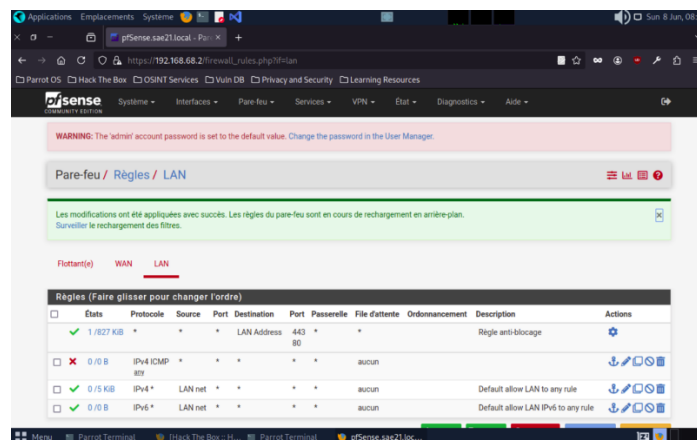 Applications Emplacements Système
Sun 8 Jun, 08:
pfSense.sae21.local - Par
https://192.168.68.2/firewall_rules.php?if=lan
Parrot OS Hack The Box OSINT Services Vuln DB Privacy and Security Learning Resources
pfsense COMMUNITY EDITION Système Interfaces Pare-feu Services VPN État Diagnostics Aide
WARNING: The 'admin' account password is set to the default value. Change the password in the User Manager.
Pare-feu / Règles / LAN
Les modifications ont été appliquées avec succès. Les règles du pare-feu sont en cours de rechargement en arrière-plan.
Surveiller le rechargement des filtres.
Flottant(e) WAN LAN
Règles (Faire glisser pour changer l'ordre)
États Protocole Source Port Destination Port Passerelle File d'attente Ordonnancement Description Actions
1 /827 KiB * * * LAN Address 443 * * Règle anti-blocage
80
0 /0 B IPv4 ICMP * * * * * aucun
any
0 /5 KiB IPv4 * LAN net * * * * aucun Default allow LAN to any rule
0 /0 B IPv6 * LAN net * * * * aucun Default allow LAN IPv6 to any rule
Menu Parrot Terminal [Hack The Box :: H... Parrot Terminal pfSense.sae21.loc...